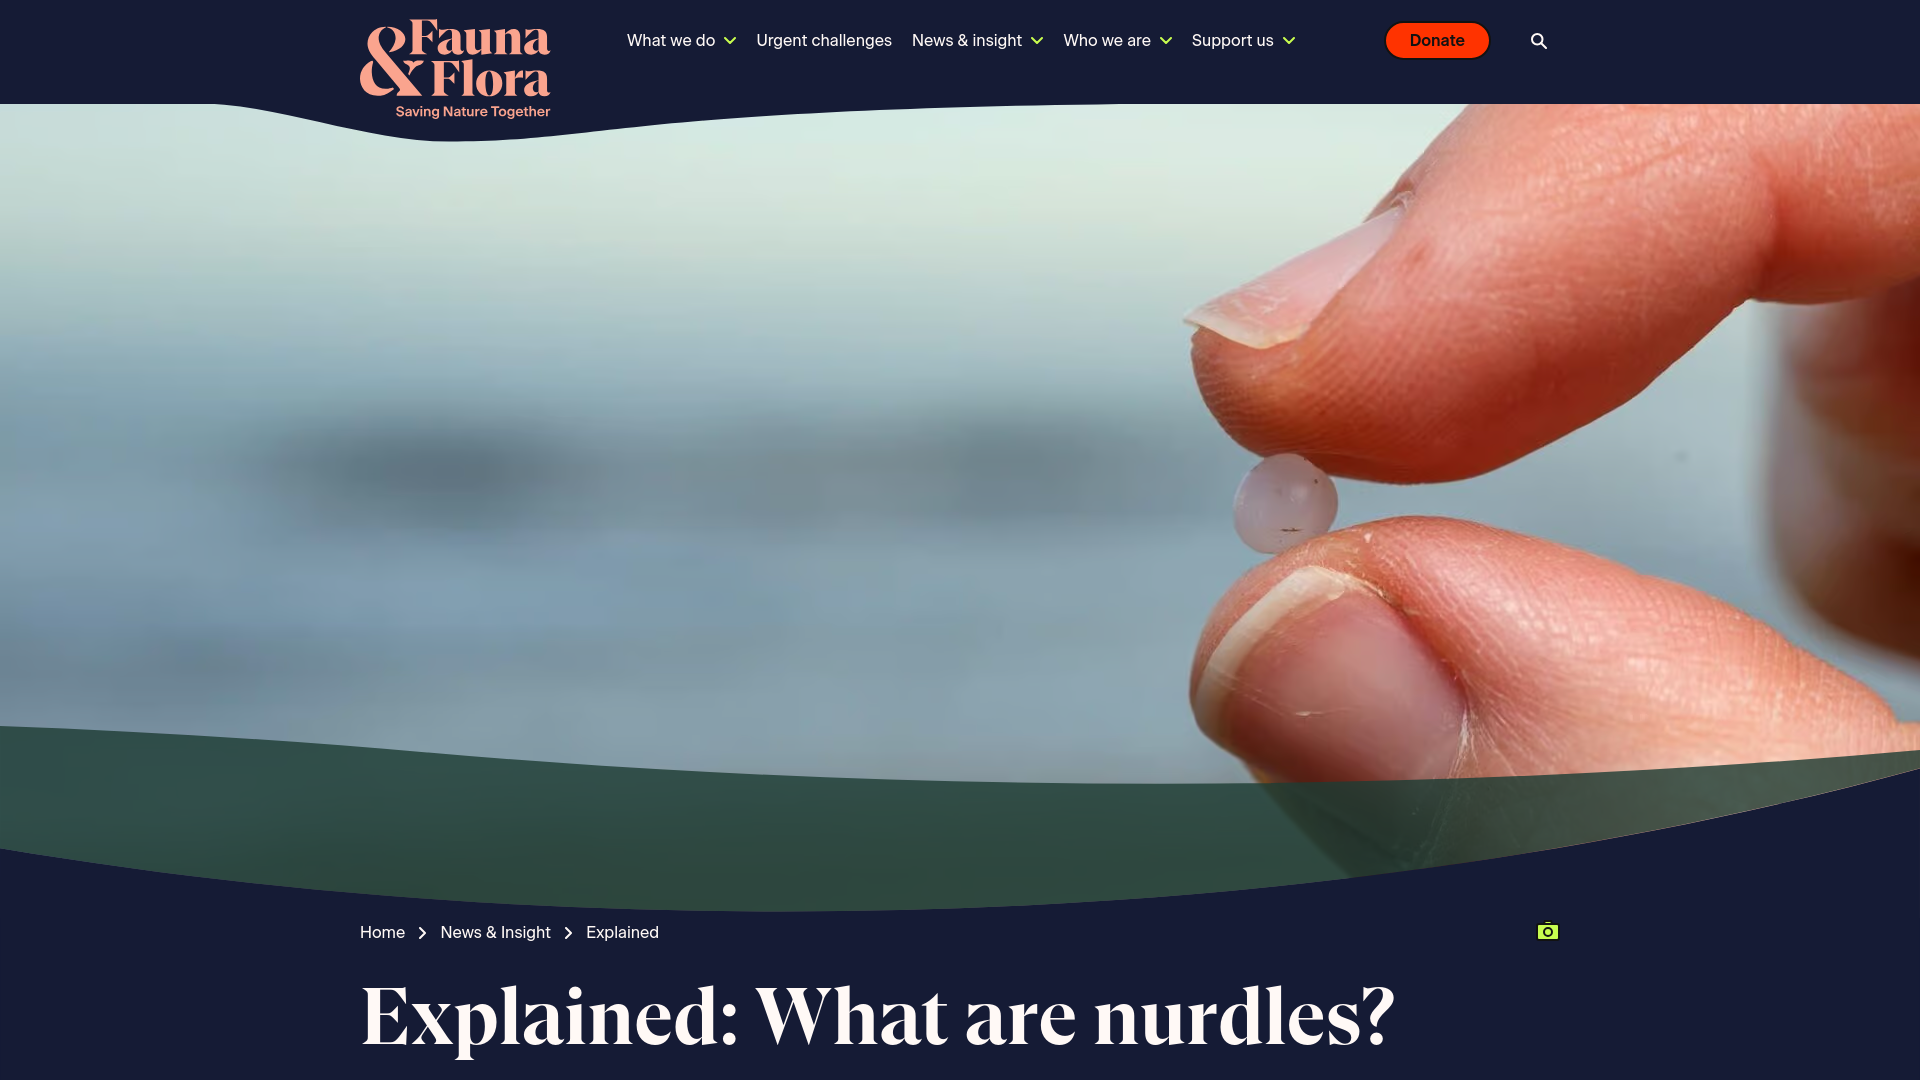 Fauna
& Flora
Saving Nature Together
What we do
Urgent challenges
News & insight
Who we are
Support us
Donate
Home
News & Insight
Explained
Explained: What are nurdles?